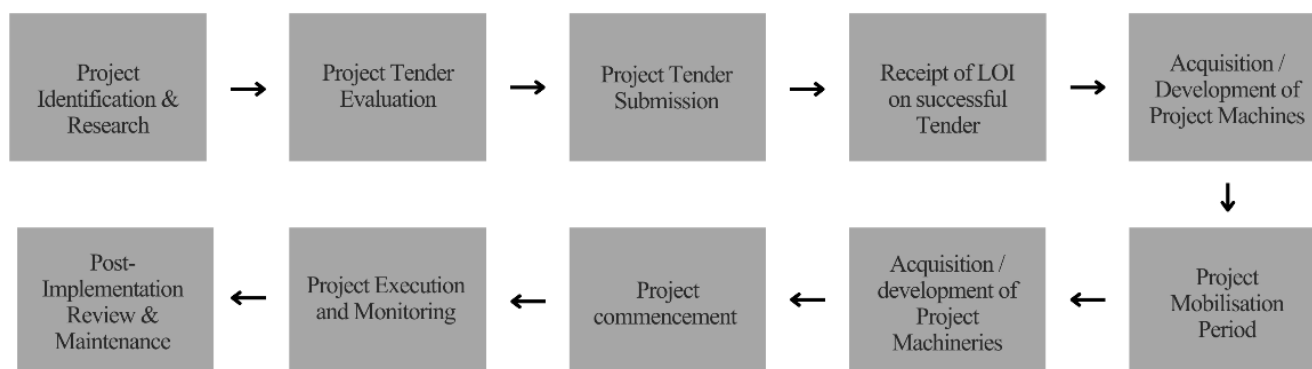 Project
Identification &
Research
Project Tender
Evaluation
Project Tender
Submission
Receipt of LOI
on successful
Tender
Acquisition /
Development of
Project Machines
Project
Mobilisation
Period
Acquisition /
development of
Project
Machineries
Project
commencement
Project Execution
and Monitoring
Post-
Implementation
Review &
Maintenance